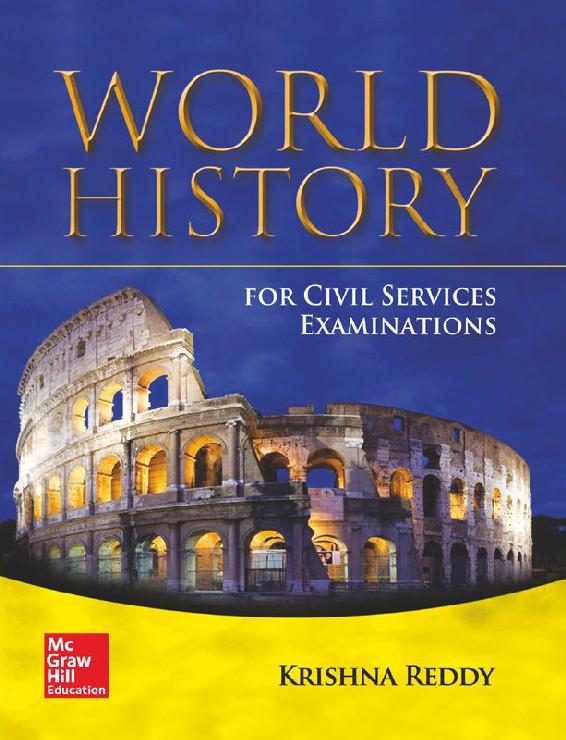 WORLD
HISTORY
FOR CIVIL SERVICES
EXAMINATIONS
Mc
Graw
Hill
Education
KRISHNA REDDY